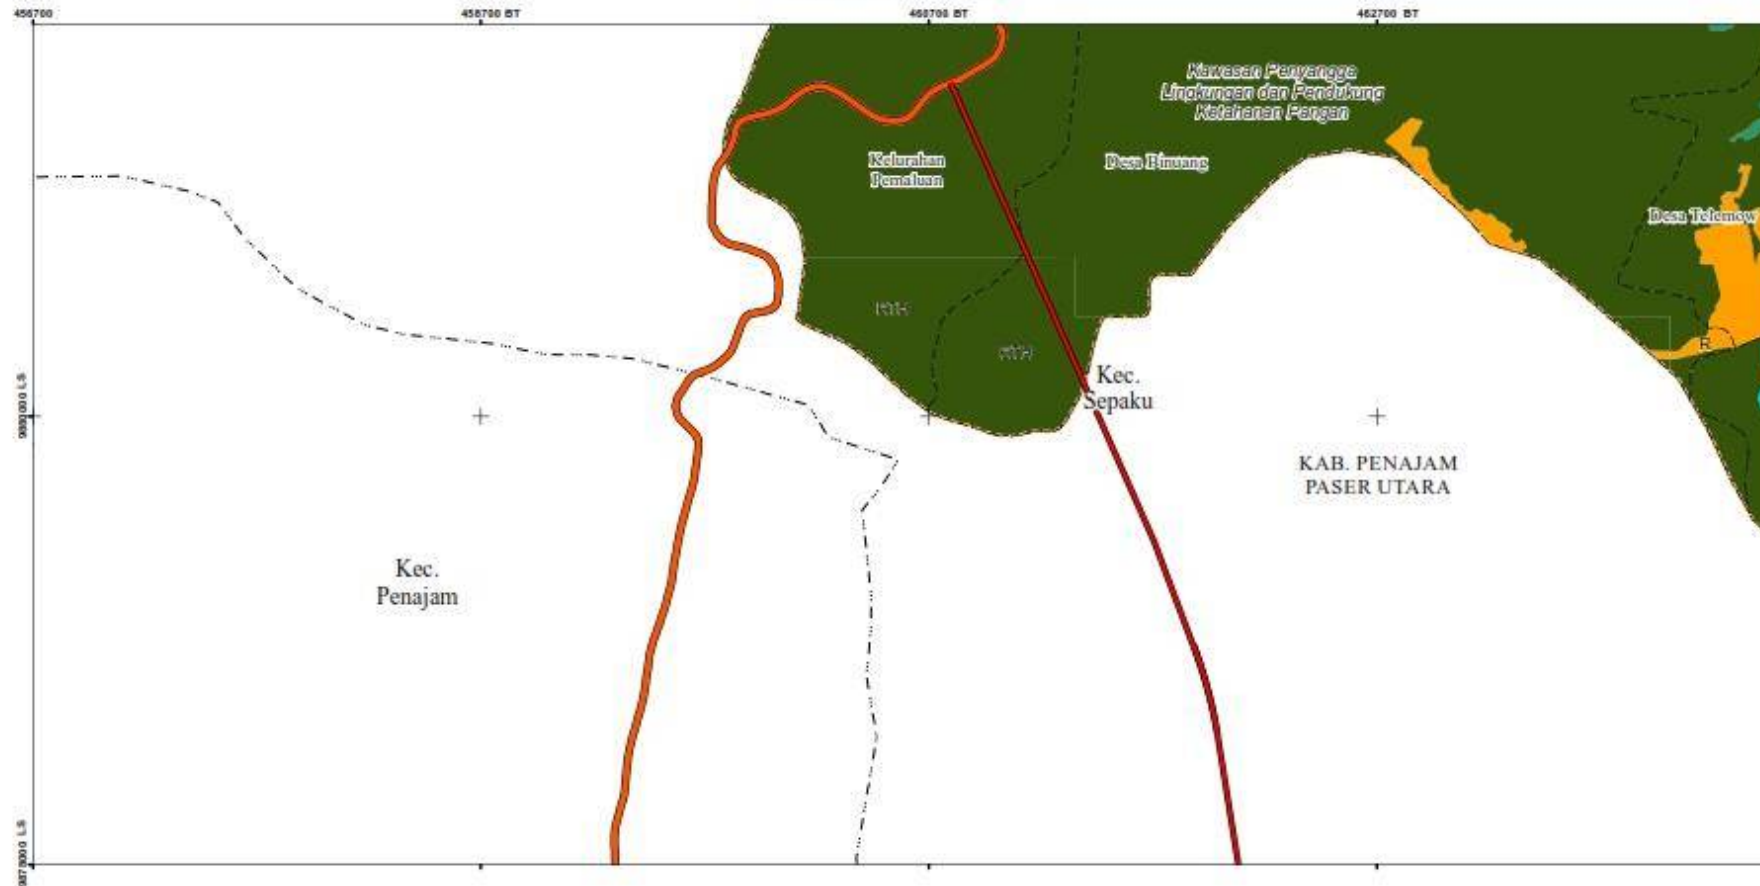 456700
458700 BT
460700 BT
462700 BT
Kawasan Penyangga
Lingkungan dan Pendukung
Ketahanan Pangan
Kelurahan
Pemaluan
Desa Binuang
Desa Telemow
RTH
RTH
R
Kec.
Sepaku
KAB. PENAJAM
PASER UTARA
Kec.
Penajam